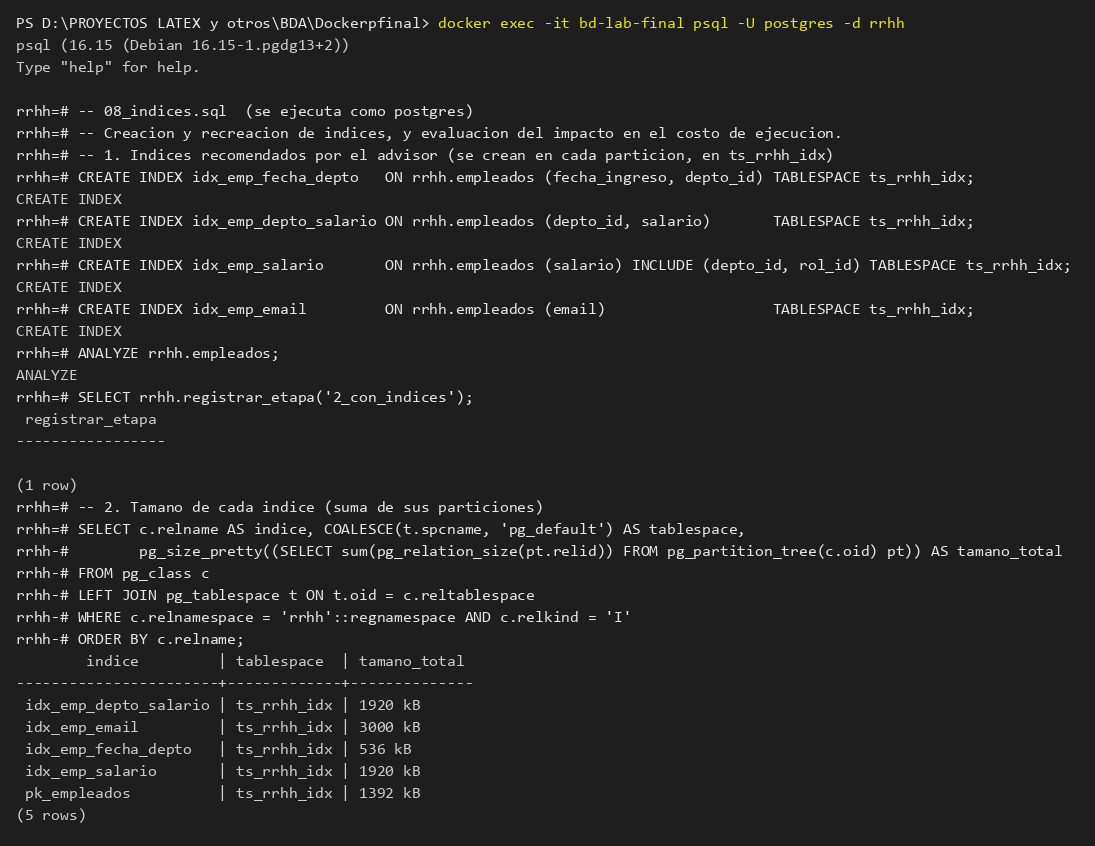 PS D:\PROYECTOS LATEX y otros\BDA\Dockerpfinal> docker exec -it bd-lab-final psql -U postgres -d rrhh
psql (16.15 (Debian 16.15-1.pgdg13+2))
Type "help" for help.

rrhh=# -- 08_indices.sql  (se ejecuta como postgres)
rrhh=# -- Creacion y recreacion de indices, y evaluacion del impacto en el costo de ejecucion.
rrhh=# -- 1. Indices recomendados por el advisor (se crean en cada particion, en ts_rrhh_idx)
rrhh=# CREATE INDEX idx_emp_fecha_depto   ON rrhh.empleados (fecha_ingreso, depto_id) TABLESPACE ts_rrhh_idx;
CREATE INDEX
rrhh=# CREATE INDEX idx_emp_depto_salario ON rrhh.empleados (depto_id, salario)       TABLESPACE ts_rrhh_idx;
CREATE INDEX
rrhh=# CREATE INDEX idx_emp_salario       ON rrhh.empleados (salario) INCLUDE (depto_id, rol_id) TABLESPACE ts_rrhh_idx;
CREATE INDEX
rrhh=# CREATE INDEX idx_emp_email         ON rrhh.empleados (email)                   TABLESPACE ts_rrhh_idx;
CREATE INDEX
rrhh=# ANALYZE rrhh.empleados;
ANALYZE
rrhh=# SELECT rrhh.registrar_etapa('2_con_indices');
 registrar_etapa
-----------------

(1 row)
rrhh=# -- 2. Tamano de cada indice (suma de sus particiones)
rrhh=# SELECT c.relname AS indice, COALESCE(t.spcname, 'pg_default') AS tablespace,
rrhh-#        pg_size_pretty((SELECT sum(pg_relation_size(pt.relid)) FROM pg_partition_tree(c.oid) pt)) AS tamano_total
rrhh-# FROM pg_class c
rrhh-# LEFT JOIN pg_tablespace t ON t.oid = c.reltablespace
rrhh-# WHERE c.relnamespace = 'rrhh'::regnamespace AND c.relkind = 'I'
rrhh-# ORDER BY c.relname;
        indice         | tablespace  | tamano_total
-----------------------+-------------+--------------
 idx_emp_depto_salario | ts_rrhh_idx | 1920 kB
 idx_emp_email         | ts_rrhh_idx | 3000 kB
 idx_emp_fecha_depto   | ts_rrhh_idx | 536 kB
 idx_emp_salario       | ts_rrhh_idx | 1920 kB
 pk_empleados          | ts_rrhh_idx | 1392 kB
(5 rows)